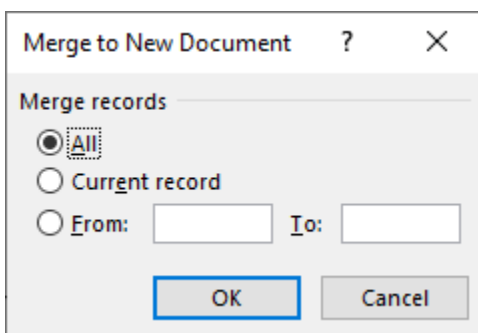 Merge to New Document ? ✕
Merge records
All
Current record
From: To:
OK Cancel